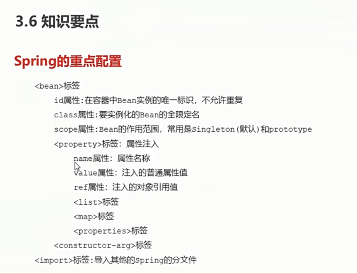 3.6 知识要点
Spring的重点配置
<bean>标签
id属性:在容器中Bean实例的唯一标识，不允许重复
class属性:要实例化的Bean的全限定名
scope属性:Bean的作用范围，常用是Singleton(默认)和prototype
<property>标签：属性注入
name属性：属性名称
value属性：注入的普通属性值
ref属性：注入的对象引用值
<list>标签
<map>标签
<properties>标签
<constructor-arg>标签
<import>标签:导入其他的Spring的分文件